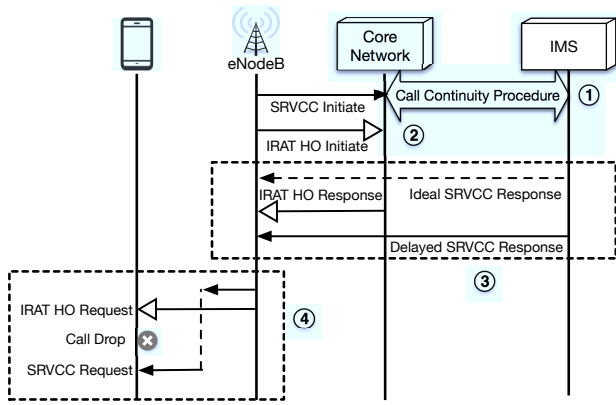 eNodeB
Core
Network
IMS
SRVCC Initiate
Call Continuity Procedure
1
2
IRAT HO Initiate
IRAT HO Response
Ideal SRVCC Response
Delayed SRVCC Response
3
IRAT HO Request
4
Call Drop
SRVCC Request